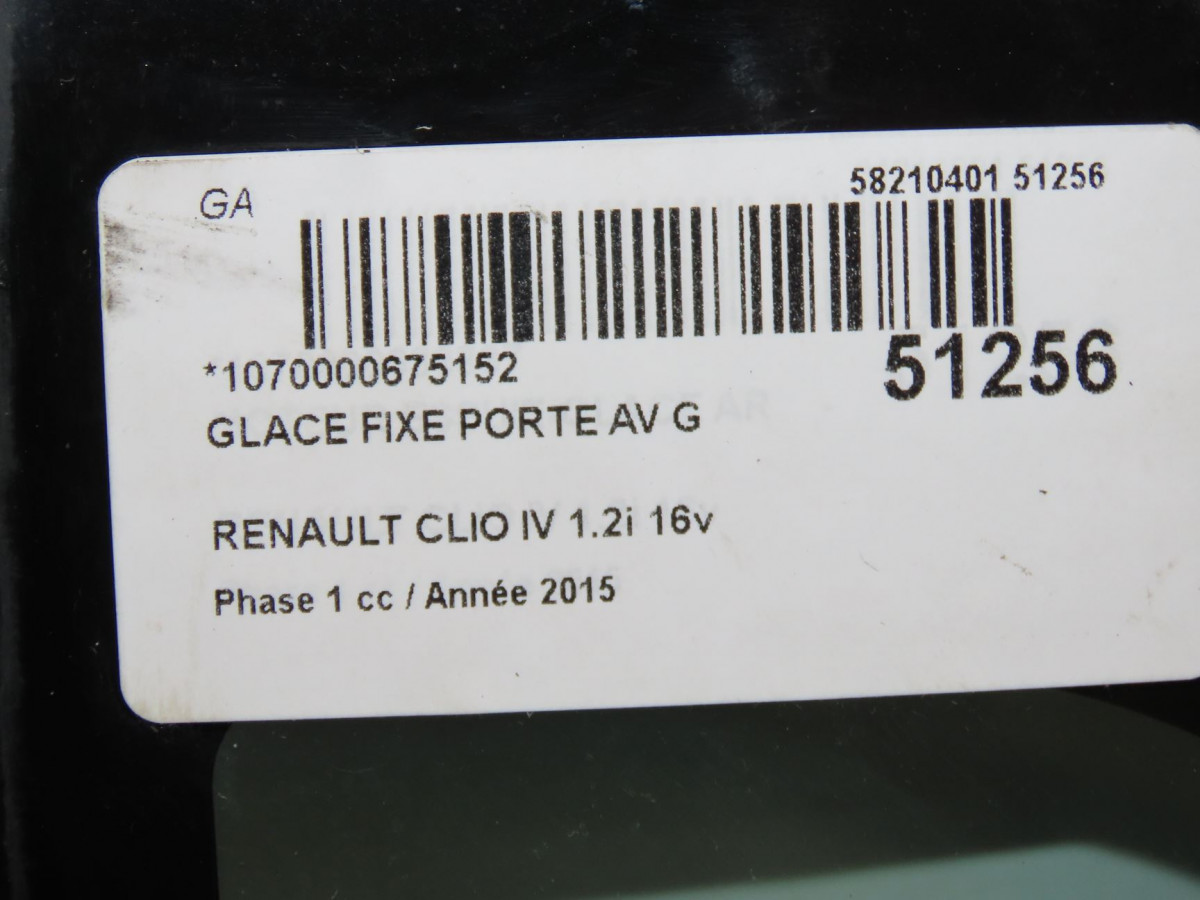 GA
58210401 51256
*1070000675152
51256
GLACE FIXE PORTE AV G
RENAULT CLIO IV 1.2i 16v
Phase 1 cc / Année 2015